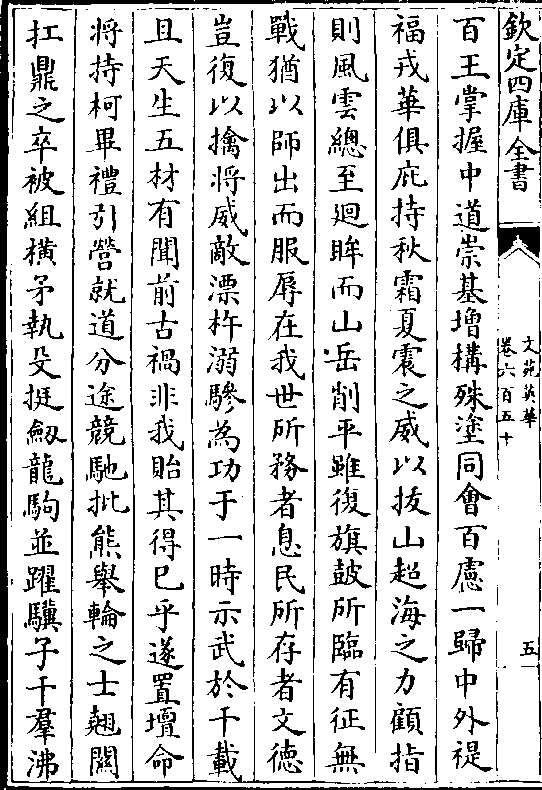 欽定四庫全書
文苑英華
卷六百五十
五
百王掌握中道崇基增構殊塗同會百慮一歸中外禔
福戎華俱庇持秋霜夏震之威以拔山超海之力顧指
則風雲總至迴眸而山岳削平雖復旗鼓所臨有征無
戰猶以師出而服辱在我世所務者息民所存者文德
豈復以擒將威敵漂杵溺驂為功于一時示武於千載
且天生五材有聞前古禍非我貽其得已乎遂置壇命
將持柯畢禮引營就道分途競馳批熊舉輪之士翹關
扛鼎之卒被組橫矛執殳挺劔龍駒並躍驥子千羣沸